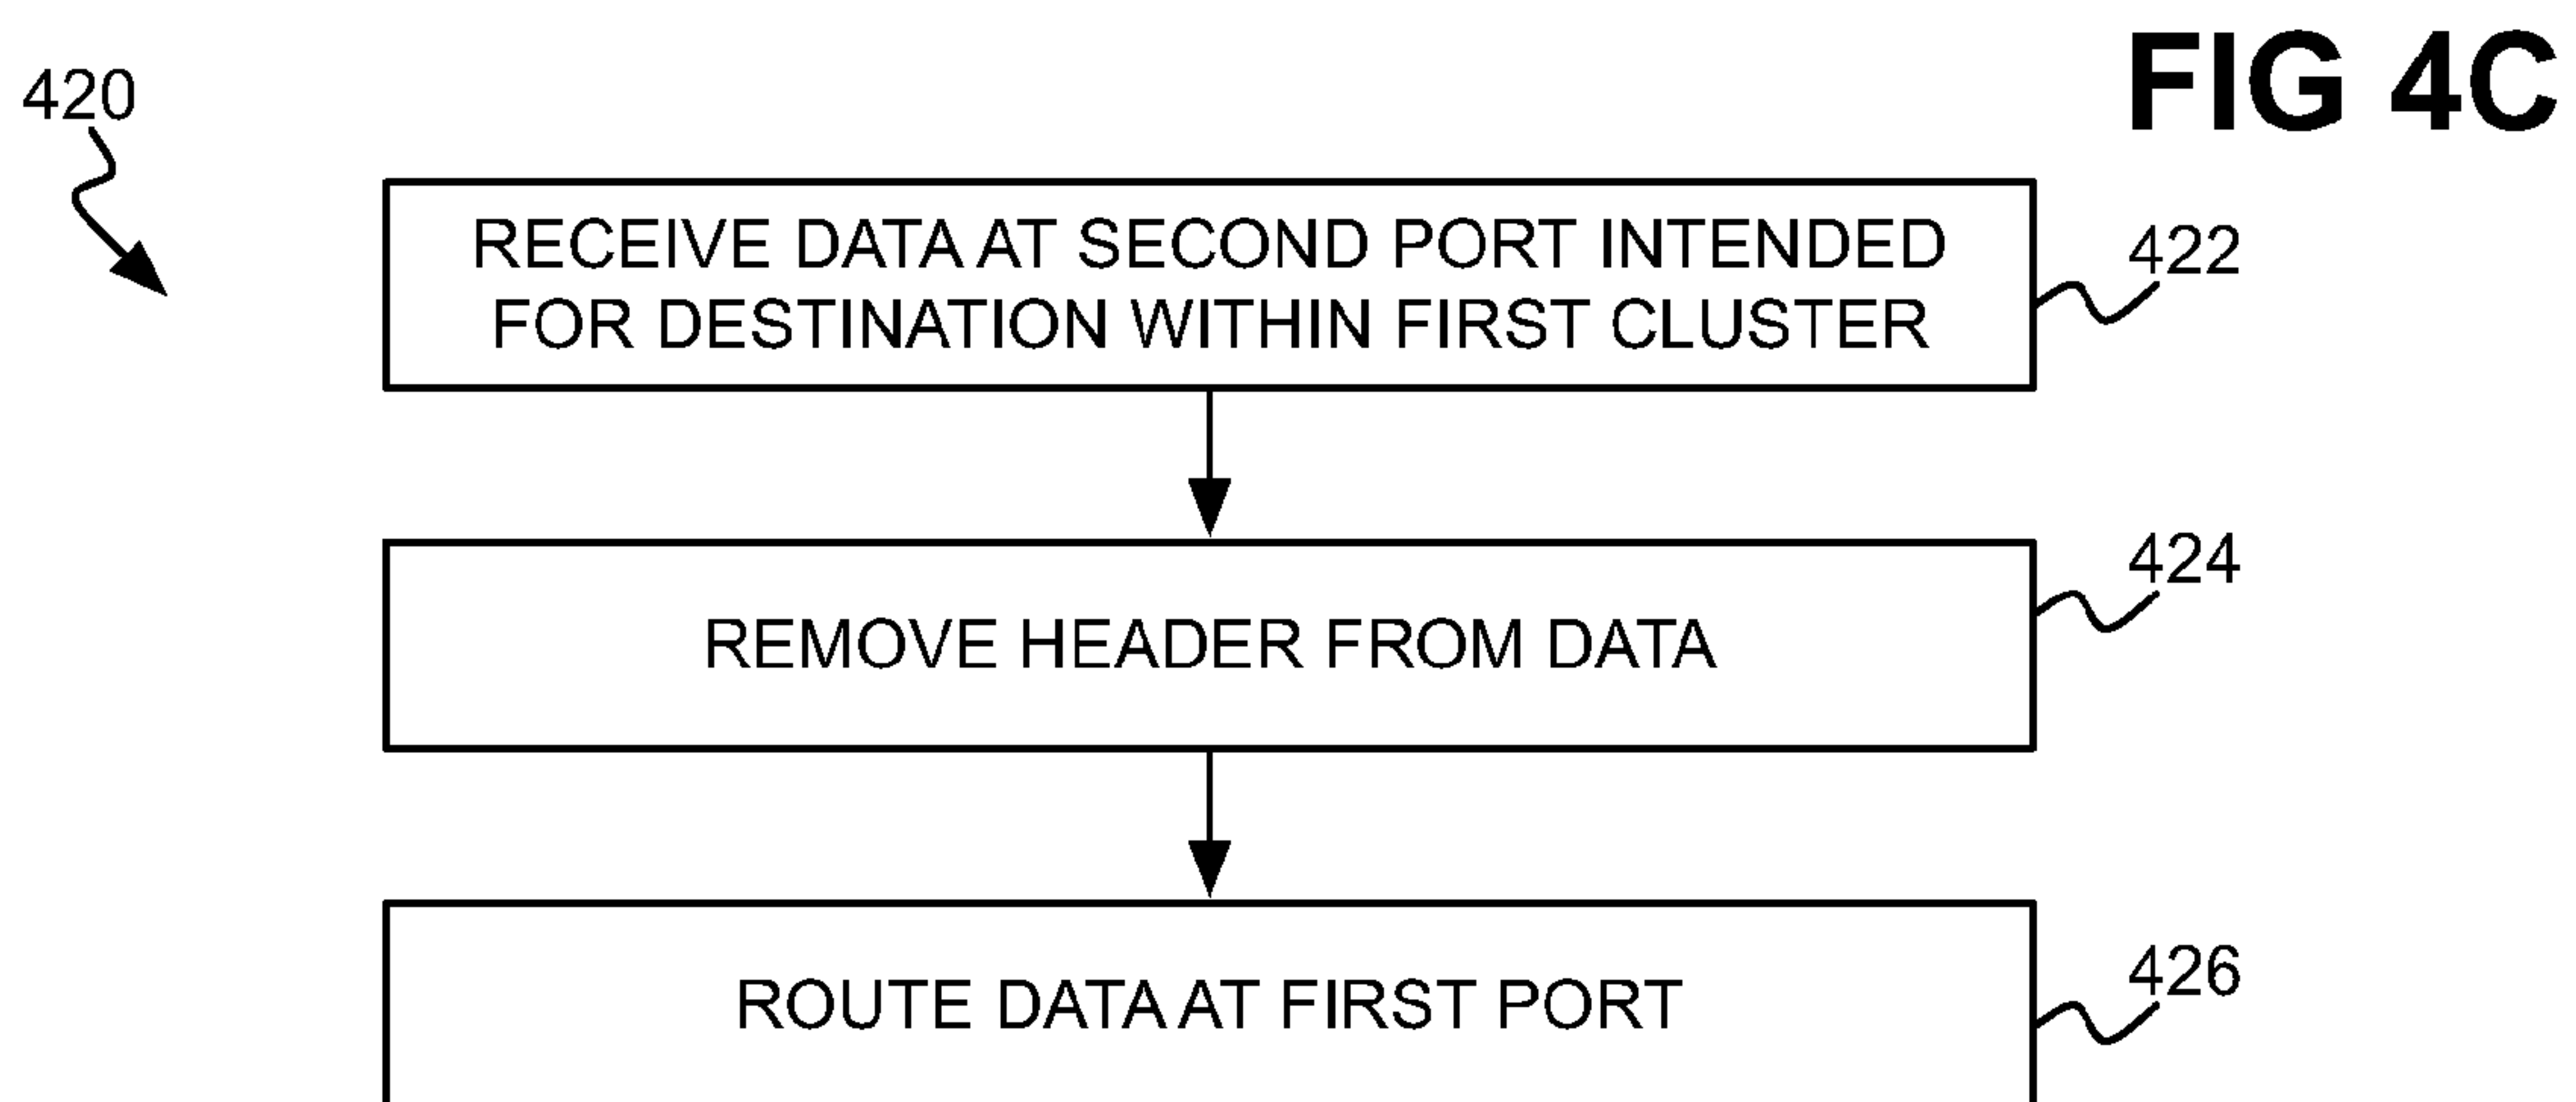 FIG 4C
420
RECEIVE DATA AT SECOND PORT INTENDED
FOR DESTINATION WITHIN FIRST CLUSTER
422
REMOVE HEADER FROM DATA
424
ROUTE DATA AT FIRST PORT
426